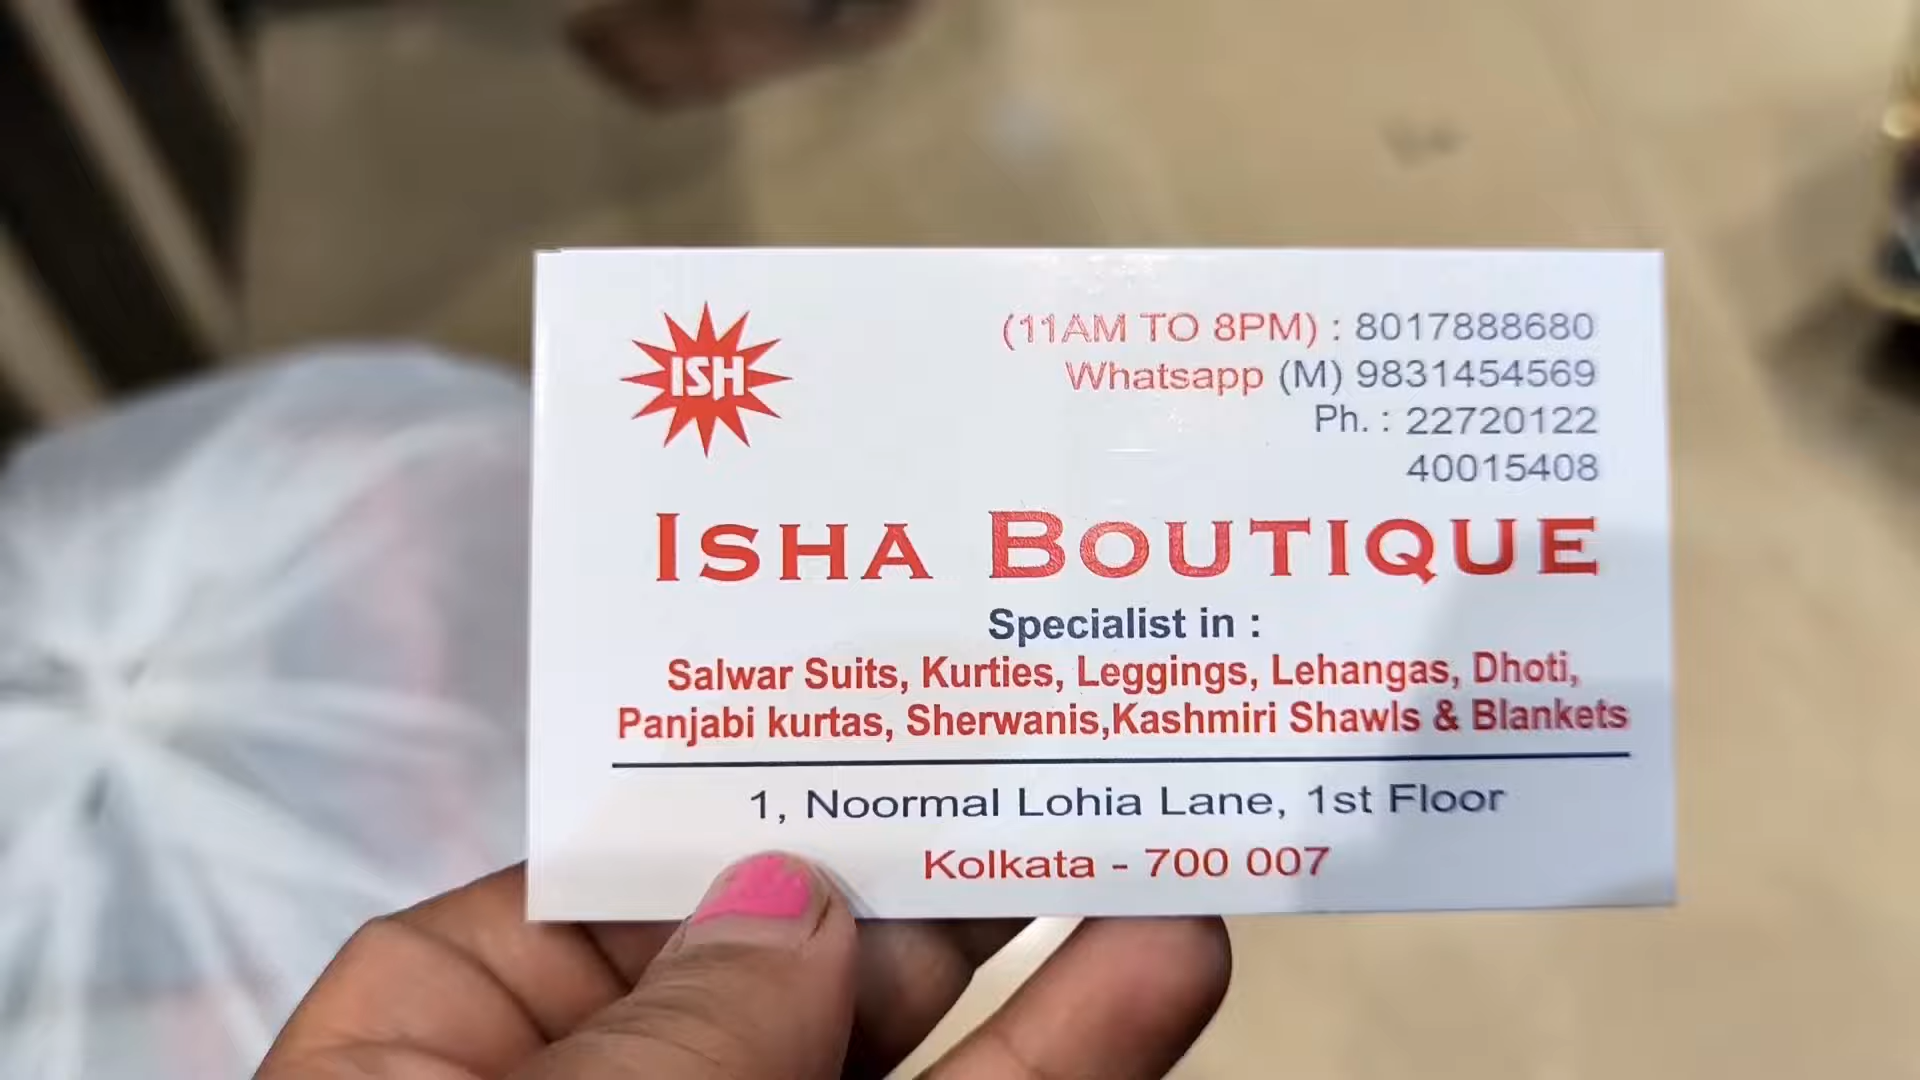 ISH
(11AM TO 8PM) : 8017888680
Whatsapp (M) 9831454569
Ph. : 22720122
40015408
ISHA BOUTIQUE
Specialist in :
Salwar Suits, Kurties, Leggings, Lehangas, Dhoti,
Panjabi kurtas, Sherwanis,Kashmiri Shawls & Blankets
1, Noormal Lohia Lane, 1st Floor
Kolkata - 700 007